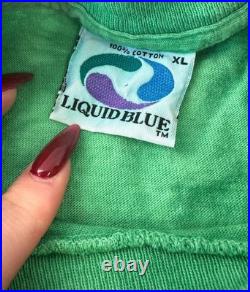 100% COTTON XL
LIQUID BLUE
TM